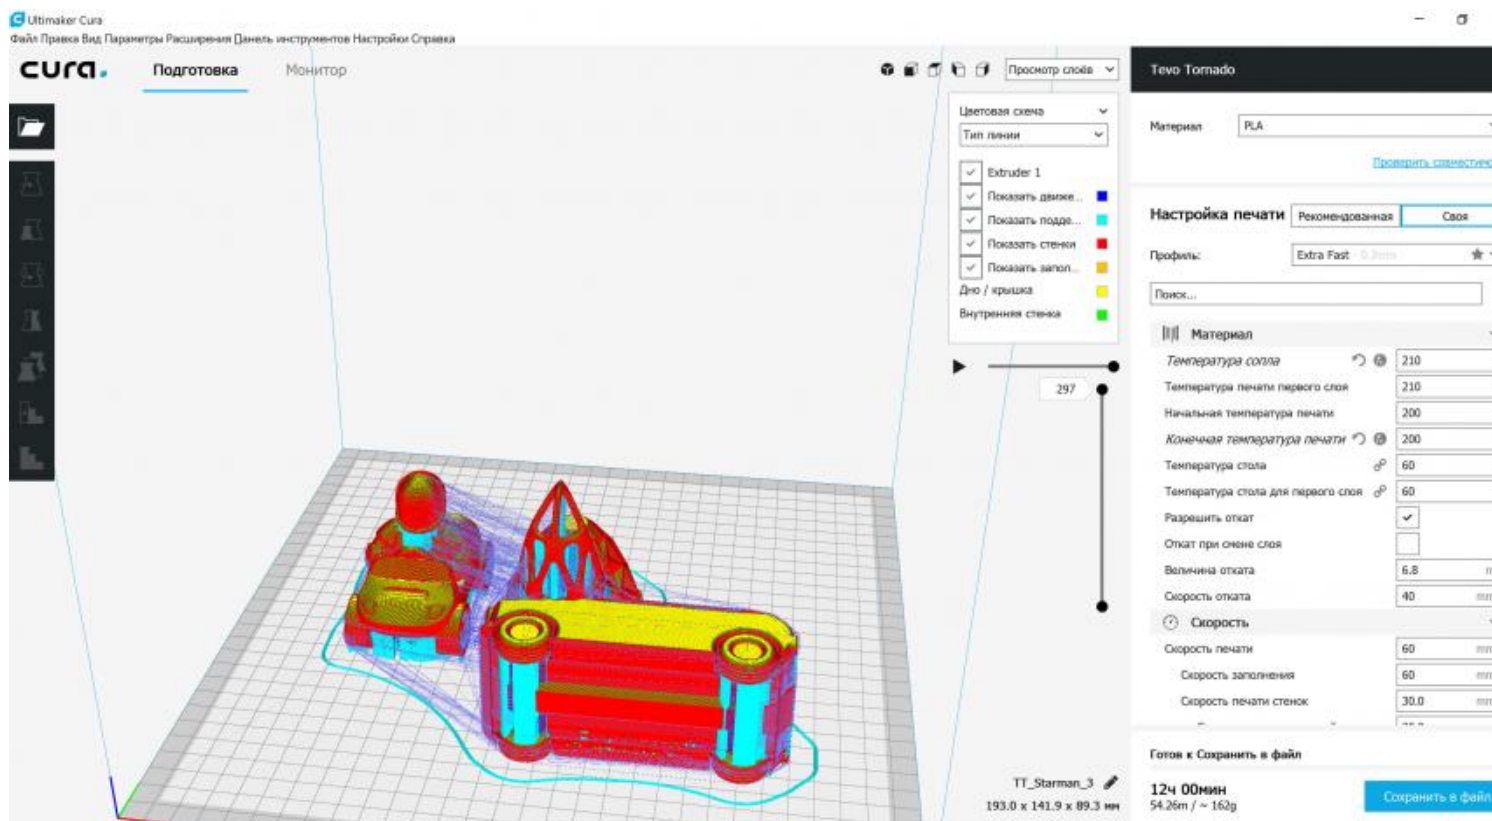 Ultimaker Cura
Файл Правка Вид Параметры Расширения Панель инструментов Настройки Справка
cura.
Подготовка
Монитор
Просмотр слоёв
Tevo Tornado
Цветовая схема
Тип линии
Extruder 1
Показать движе...
Показать подде...
Показать стенки
Показать запол...
Дно / крышка
Внутренняя стенка
297
Материал PLA
Проверить совместимо
Настройка печати Рекомендованная Своя
Профиль: Extra Fast - 0.3mm
Поиск...
Материал
Температура сопла 210
Температура печати первого слоя 210
Начальная температура печати 200
Конечная температура печати 200
Температура стола 60
Температура стола для первого слоя 60
Разрешить откат
Откат при смене слоя
Величина отката 6.8
Скорость отката 40
Скорость
Скорость печати 60
Скорость заполнения 60
Скорость печати стенок 30.0
TT_Starman_3
193.0 x 141.9 x 89.3 мм
Готов к Сохранить в файл
12ч 00мин
54.26m / ~ 162g
Сохранить в файл